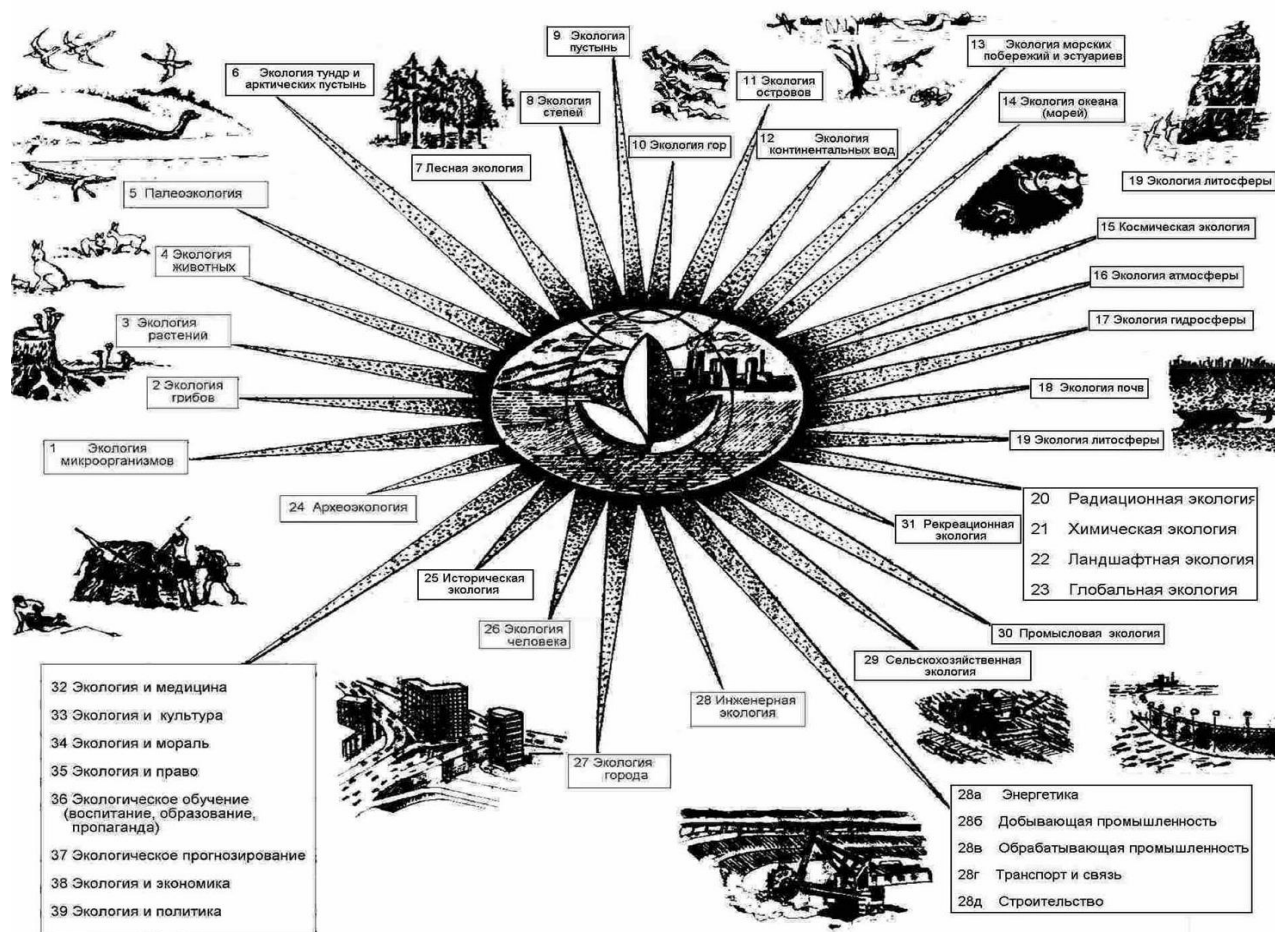 9 Экология
пустынь
6 Экология тундр и
арктических пустынь
8 Экология
степей
7 Лесная экология
10 Экология гор
11 Экология
островов
12 Экология
континентальных вод
13 Экология морских
побережий и эстуариев
14 Экология океана
(морей)
19 Экология литосферы
5 Палеоэкология
4 Экология
животных
3 Экология
растений
2 Экология
грибов
1 Экология
микроорганизмов
15 Космическая экология
16 Экология атмосферы
17 Экология гидросферы
18 Экология почв
19 Экология литосферы
20 Радиационная экология
21 Химическая экология
22 Ландшафтная экология
23 Глобальная экология
24 Археоэкология
25 Историческая
экология
26 Экология
человека
27 Экология
города
28 Инженерная
экология
29 Сельскохозяйственная
экология
30 Промысловая экология
31 Рекреационная
экология
32 Экология и медицина
33 Экология и культура
34 Экология и мораль
35 Экология и право
36 Экологическое обучение
(воспитание, образование,
пропаганда)
37 Экологическое прогнозирование
38 Экология и экономика
39 Экология и политика
28а Энергетика
28б Добывающая промышленность
28в Обрабатывающая промышленность
28г Транспорт и связь
28д Строительство